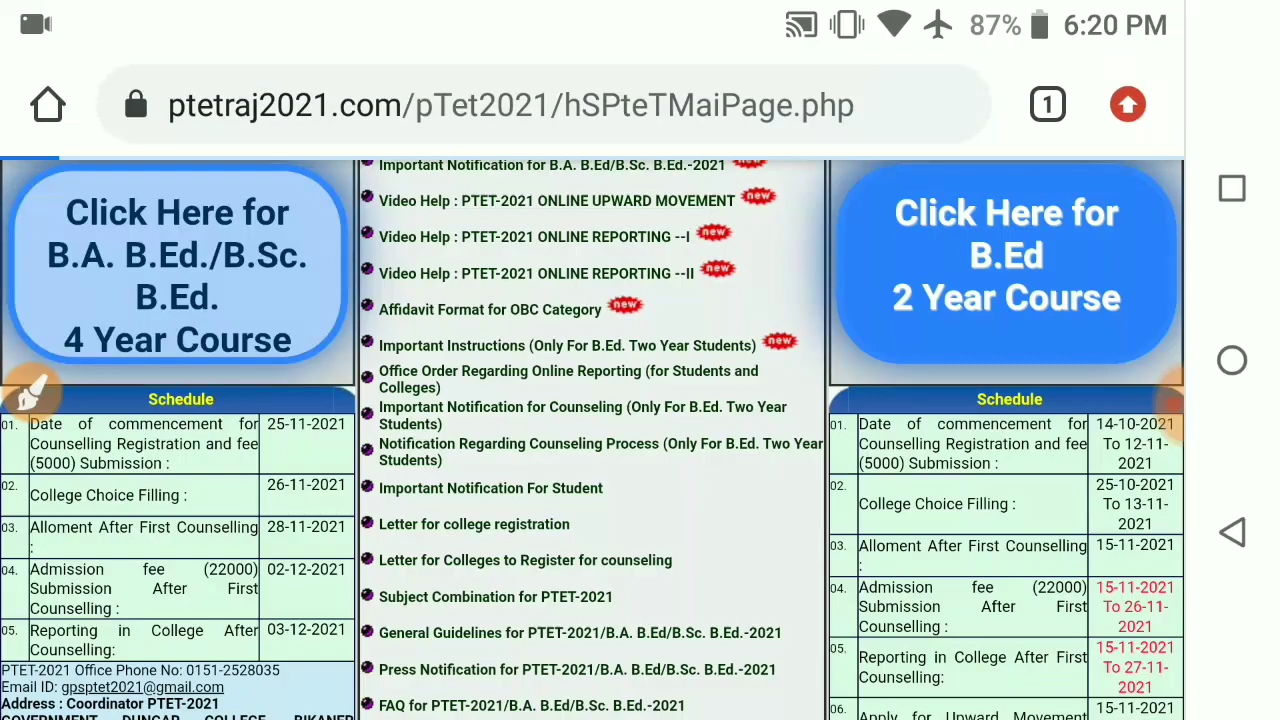 87% 6:20 PM
ptetraj2021.com/pTet2021/hSPteTMaiPage.php
1
Click Here for
B.A. B.Ed./B.Sc.
B.Ed.
4 Year Course
Schedule
01. Date of commencement for 25-11-2021
Counselling Registration and fee
(5000) Submission :
02. College Choice Filling : 26-11-2021
03. Alloment After First Counselling 28-11-2021
:
04. Admission fee (22000) 02-12-2021
Submission After First
Counselling :
05. Reporting in College After 03-12-2021
Counselling:
PTET-2021 Office Phone No: 0151-2528035
Email ID: gpsptet2021@gmail.com
Address : Coordinator PTET-2021
GOVERNMENT DUNGAR COLLEGE BIKANER
Important Notification for B.A. B.Ed/B.Sc. B.Ed.-2021 new
Video Help : PTET-2021 ONLINE UPWARD MOVEMENT new
Video Help : PTET-2021 ONLINE REPORTING --I new
Video Help : PTET-2021 ONLINE REPORTING --II new
Affidavit Format for OBC Category new
Important Instructions (Only For B.Ed. Two Year Students) new
Office Order Regarding Online Reporting (for Students and
Colleges)
Important Notification for Counseling (Only For B.Ed. Two Year
Students)
Notification Regarding Counseling Process (Only For B.Ed. Two Year
Students)
Important Notification For Student
Letter for college registration
Letter for Colleges to Register for counseling
Subject Combination for PTET-2021
General Guidelines for PTET-2021/B.A. B.Ed/B.Sc. B.Ed.-2021
Press Notification for PTET-2021/B.A. B.Ed/B.Sc. B.Ed.-2021
FAQ for PTET-2021/B.A. B.Ed/B.Sc. B.Ed.-2021
Click Here for
B.Ed
2 Year Course
Schedule
01. Date of commencement for 14-10-2021
Counselling Registration and fee To 12-11-
(5000) Submission : 2021
02. 25-10-2021
College Choice Filling : To 13-11-
2021
03. Alloment After First Counselling 15-11-2021
:
04. Admission fee (22000) 15-11-2021
Submission After First To 26-11-
Counselling : 2021
05. 15-11-2021
Reporting in College After First To 27-11-
Counselling: 2021
06. 15-11-2021
Apply for Upward Movement